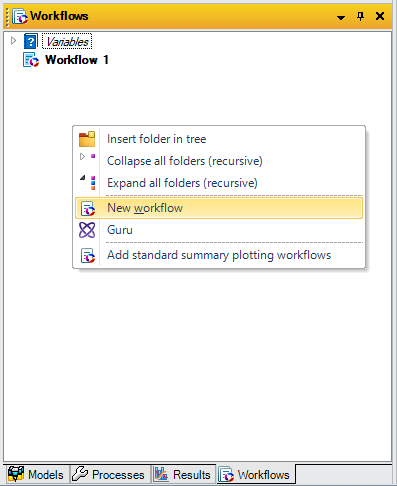 Workflows
Variables
Workflow 1
Insert folder in tree
Collapse all folders (recursive)
Expand all folders (recursive)
New workflow
Guru
Add standard summary plotting workflows
Models Processes Results Workflows